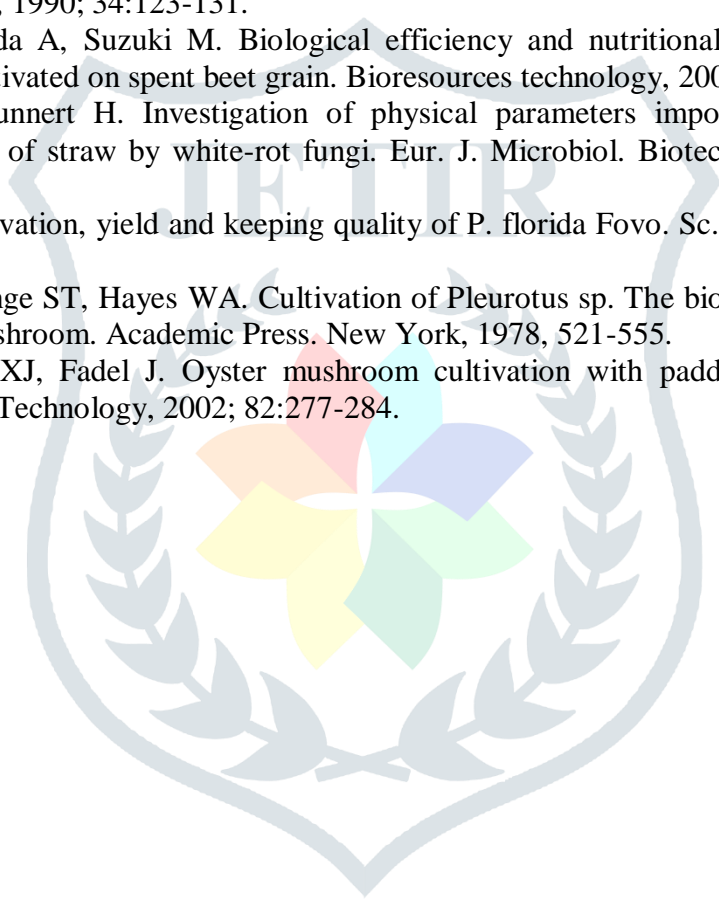 , 1990; 34:123-131.
da A, Suzuki M. Biological efficiency and nutritional
tivated on spent beet grain. Bioresources technology, 200
unnert H. Investigation of physical parameters impo
of straw by white-rot fungi. Eur. J. Microbiol. Biotec
vation, yield and keeping quality of P. florida Fovo. Sc.
nge ST, Hayes WA. Cultivation of Pleurotus sp. The bio
shroom. Academic Press. New York, 1978, 521-555.
XJ, Fadel J. Oyster mushroom cultivation with padd
Technology, 2002; 82:277-284.
JETIR